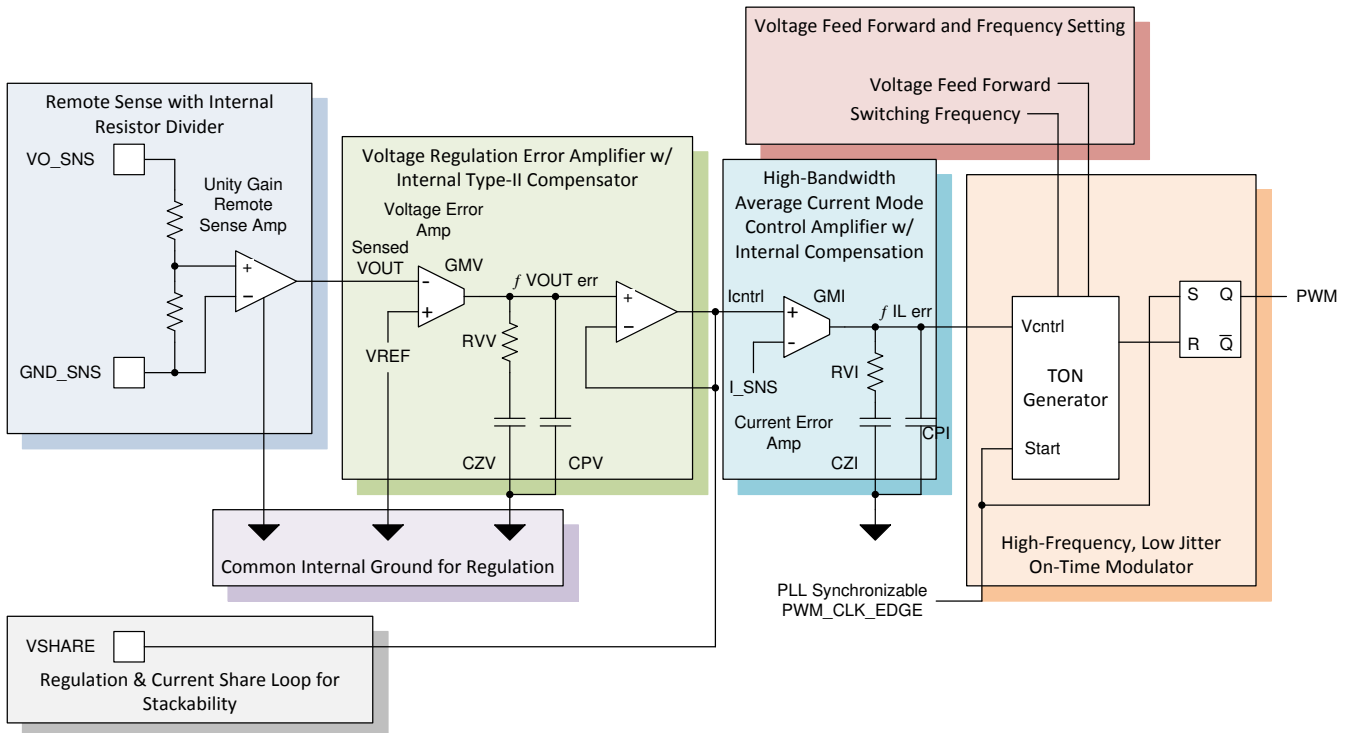 Voltage Feed Forward and Frequency Setting
Voltage Feed Forward
Switching Frequency
Remote Sense with Internal
Resistor Divider
VO_SNS
Unity Gain
Remote
Sense Amp
+
−
GND_SNS
Voltage Regulation Error Amplifier w/
Internal Type-II Compensator
Voltage Error
Amp
Sensed
VOUT
GMV
-
+
VREF
ƒ VOUT err
RVV
CZV
CPV
+
−
High-Bandwidth
Average Current Mode
Control Amplifier w/
Internal Compensation
Icntrl
GMI
+
-
I_SNS
ƒ IL err
RVI
Current Error
Amp
CPI
CZI
Vcntrl
TON
Generator
Start
S Q
R Q̅
PWM
High-Frequency, Low Jitter
On-Time Modulator
PLL Synchronizable
PWM_CLK_EDGE
Common Internal Ground for Regulation
VSHARE
Regulation & Current Share Loop for
Stackability